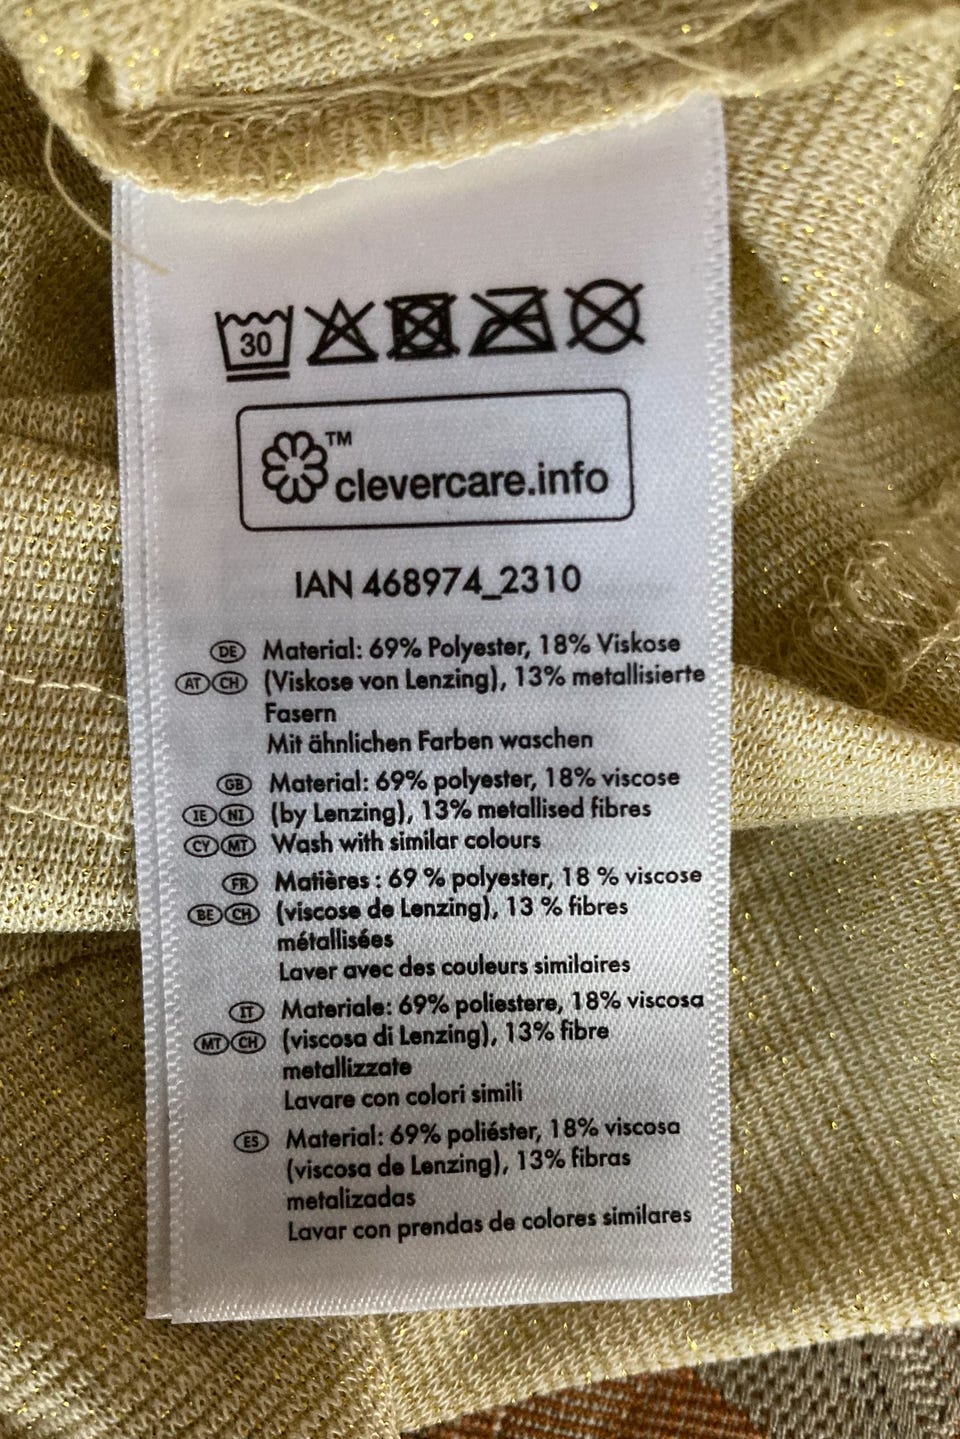 30
TM
clevercare.info
IAN 468974_2310
DE Material: 69% Polyester, 18% Viskose
AT CH (Viskose von Lenzing), 13% metallisierte
Fasern
Mit ähnlichen Farben waschen
GB Material: 69% polyester, 18% viscose
IE NI (by Lenzing), 13% metallised fibres
CY MT Wash with similar colours
FR Matières : 69 % polyester, 18 % viscose
BE CH (viscose de Lenzing), 13 % fibres
métallisées
Laver avec des couleurs similaires
IT Materiale: 69% poliestere, 18% viscosa
MT CH (viscosa di Lenzing), 13% fibre
metallizzate
Lavare con colori simili
ES Material: 69% poliéster, 18% viscosa
(viscosa de Lenzing), 13% fibras
metalizadas
Lavar con prendas de colores similares